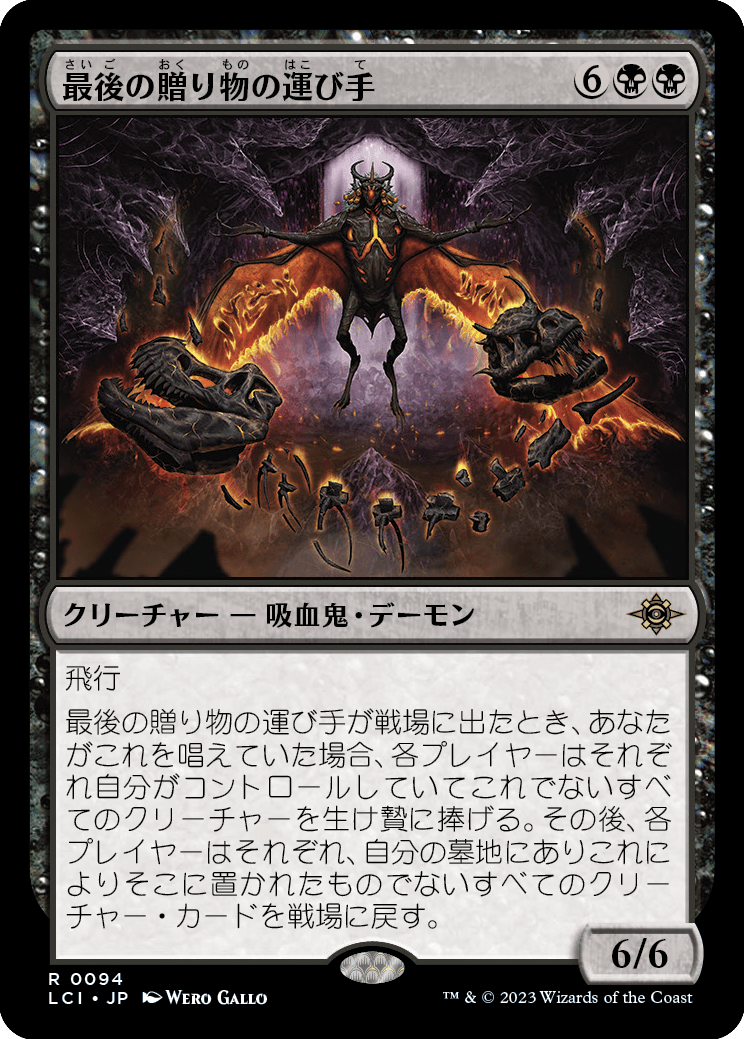 さいご おく もの はこ て
最後の贈り物の運び手 6
クリーチャー — 吸血鬼・デーモン
飛行
最後の贈り物の運び手が戦場に出たとき、あなた
がこれを唱えていた場合、各プレイヤーはそれぞ
れ自分がコントロールしていてこれでないすべ
てのクリーチャーを生け贄に捧げる。その後、各
プレイヤーはそれぞれ、自分の墓地にありこれに
よりそこに置かれたものでないすべてのクリー
チャー・カードを戦場に戻す。
6/6
R 0094
LCI • JP Wero Gallo
™ & © 2023 Wizards of the Coast